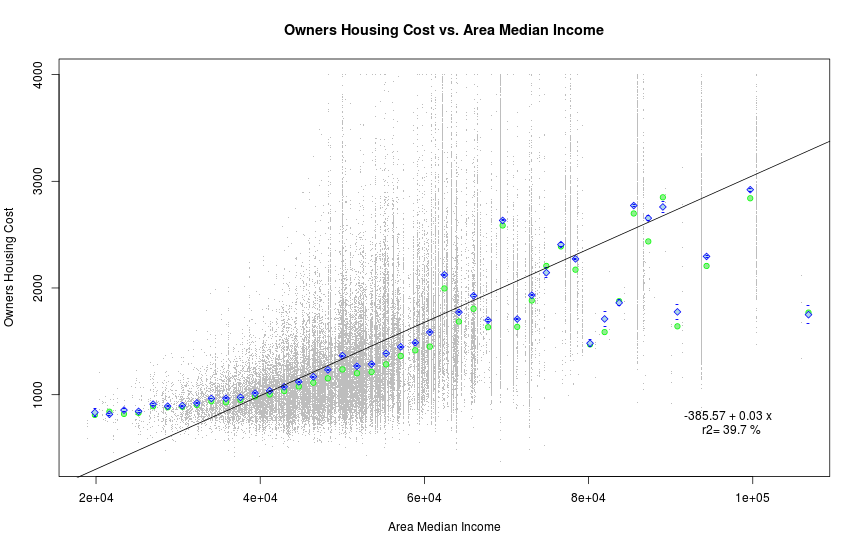 Owners Housing Cost vs. Area Median Income
4000
3000
2000
1000
Owners Housing Cost
-385.57 + 0.03 x
r2= 39.7 %
2e+04 4e+04 6e+04 8e+04 1e+05
Area Median Income